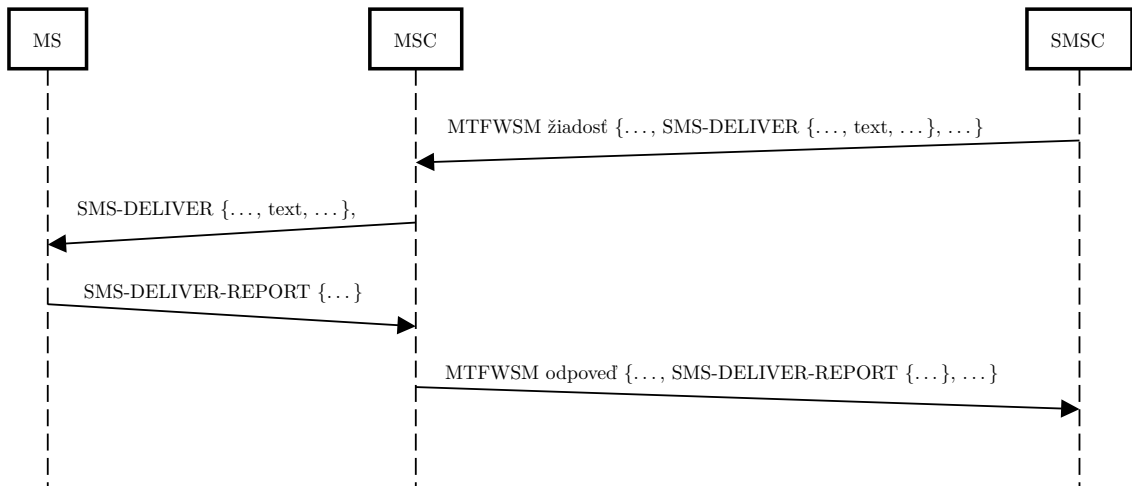 MS
MSC
SMSC
MTFWSM žiadosť {..., SMS-DELIVER {..., text, ...}, ...}
SMS-DELIVER {..., text, ...},
SMS-DELIVER-REPORT {...}
MTFWSM odpoveď {..., SMS-DELIVER-REPORT {...}, ...}